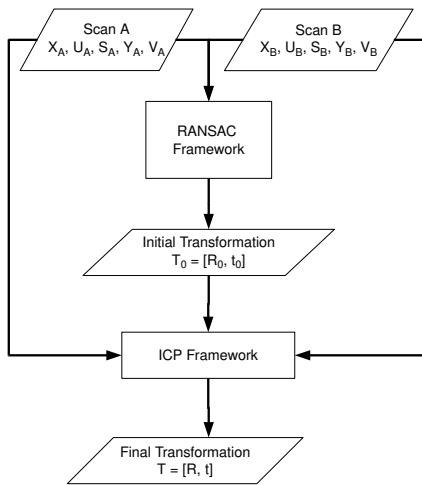 Scan A
X_A, U_A, S_A, Y_A, V_A
Scan B
X_B, U_B, S_B, Y_B, V_B
RANSAC
Framework
Initial Transformation
T_0 = [R_0, t_0]
ICP Framework
Final Transformation
T = [R, t]